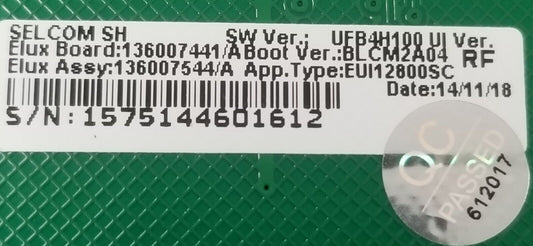 SELCOM SH SW Ver.: UFB4H100 UI Ver.
Elux Board:136007441/A Boot Ver.:BLCM2A04 RF
Elux Assy:136007544/A App.Type:EUI12800SC
Date:14/11/18
S/N:1575144601612
QC
PASSED
612017